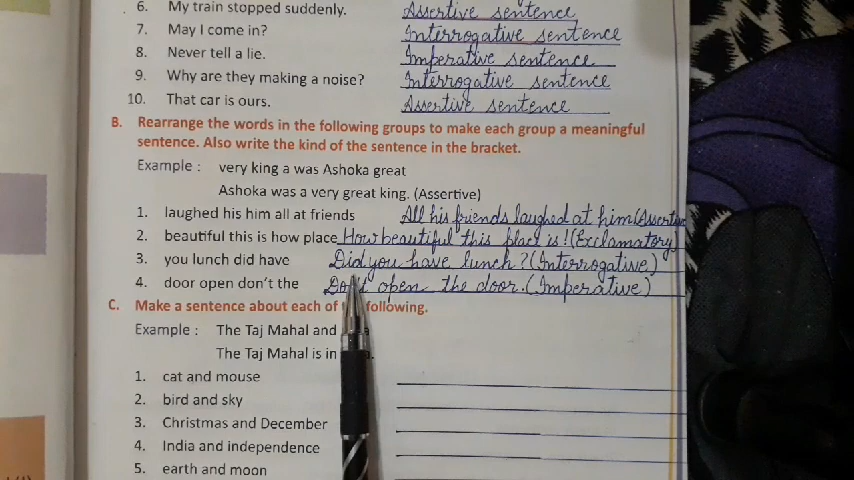 6. My train stopped suddenly. Assertive sentence
7. May I come in? Interrogative sentence
8. Never tell a lie. Imperative sentence
9. Why are they making a noise? Interrogative sentence
10. That car is ours. Assertive sentence
B. Rearrange the words in the following groups to make each group a meaningful
sentence. Also write the kind of the sentence in the bracket.
Example : very king a was Ashoka great
Ashoka was a very great king. (Assertive)
1. laughed his him all at friends All his friends laughed at him (Assertive
2. beautiful this is how place How beautiful this place is! (Exclamatory)
3. you lunch did have Did you have lunch? (Interrogative)
4. door open don't the Don't open the door. (Imperative)
C. Make a sentence about each of the following.
Example : The Taj Mahal and
The Taj Mahal is in
1. cat and mouse
2. bird and sky
3. Christmas and December
4. India and independence
5. earth and moon